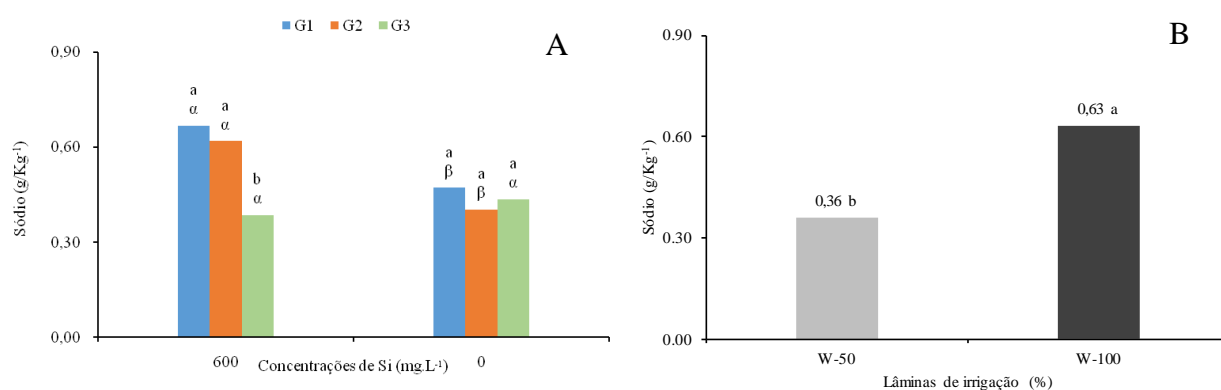 G1 G2 G3
A
Sódio (g/Kg⁻¹)
0,90
0,60
0,30
0,00
a
α
a
α
b
α
a
β
a
β
a
α
600
0
Concentrações de Si (mg.L⁻¹)
B
Sódio (g/Kg⁻¹)
0.90
0.60
0.30
0.00
0,36 b
0,63 a
W-50
W-100
Lâminas de irrigação (%)